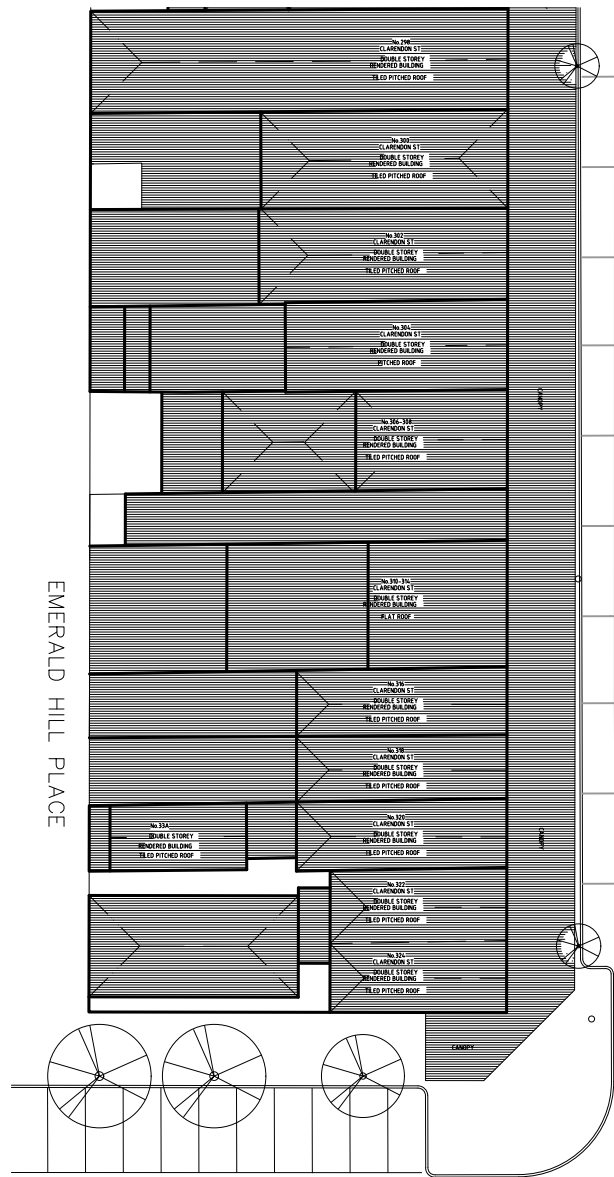 No.298
CLARENDON ST
DOUBLE STOREY
RENDERED BUILDING
TILED PITCHED ROOF
No.300
CLARENDON ST
DOUBLE STOREY
RENDERED BUILDING
TILED PITCHED ROOF
No.302
CLARENDON ST
DOUBLE STOREY
RENDERED BUILDING
TILED PITCHED ROOF
No.304
CLARENDON ST
DOUBLE STOREY
RENDERED BUILDING
PITCHED ROOF
CANOPY
No.306-308
CLARENDON ST
DOUBLE STOREY
RENDERED BUILDING
TILED PITCHED ROOF
No.310-314
CLARENDON ST
DOUBLE STOREY
RENDERED BUILDING
FLAT ROOF
EMERALD HILL PLACE
No.316
CLARENDON ST
DOUBLE STOREY
RENDERED BUILDING
TILED PITCHED ROOF
No.318
CLARENDON ST
DOUBLE STOREY
RENDERED BUILDING
TILED PITCHED ROOF
No.33A
DOUBLE STOREY
RENDERED BUILDING
TILED PITCHED ROOF
No.320
CLARENDON ST
DOUBLE STOREY
RENDERED BUILDING
TILED PITCHED ROOF
CANOPY
No.322
CLARENDON ST
DOUBLE STOREY
RENDERED BUILDING
TILED PITCHED ROOF
No.324
CLARENDON ST
DOUBLE STOREY
RENDERED BUILDING
TILED PITCHED ROOF
CANOPY